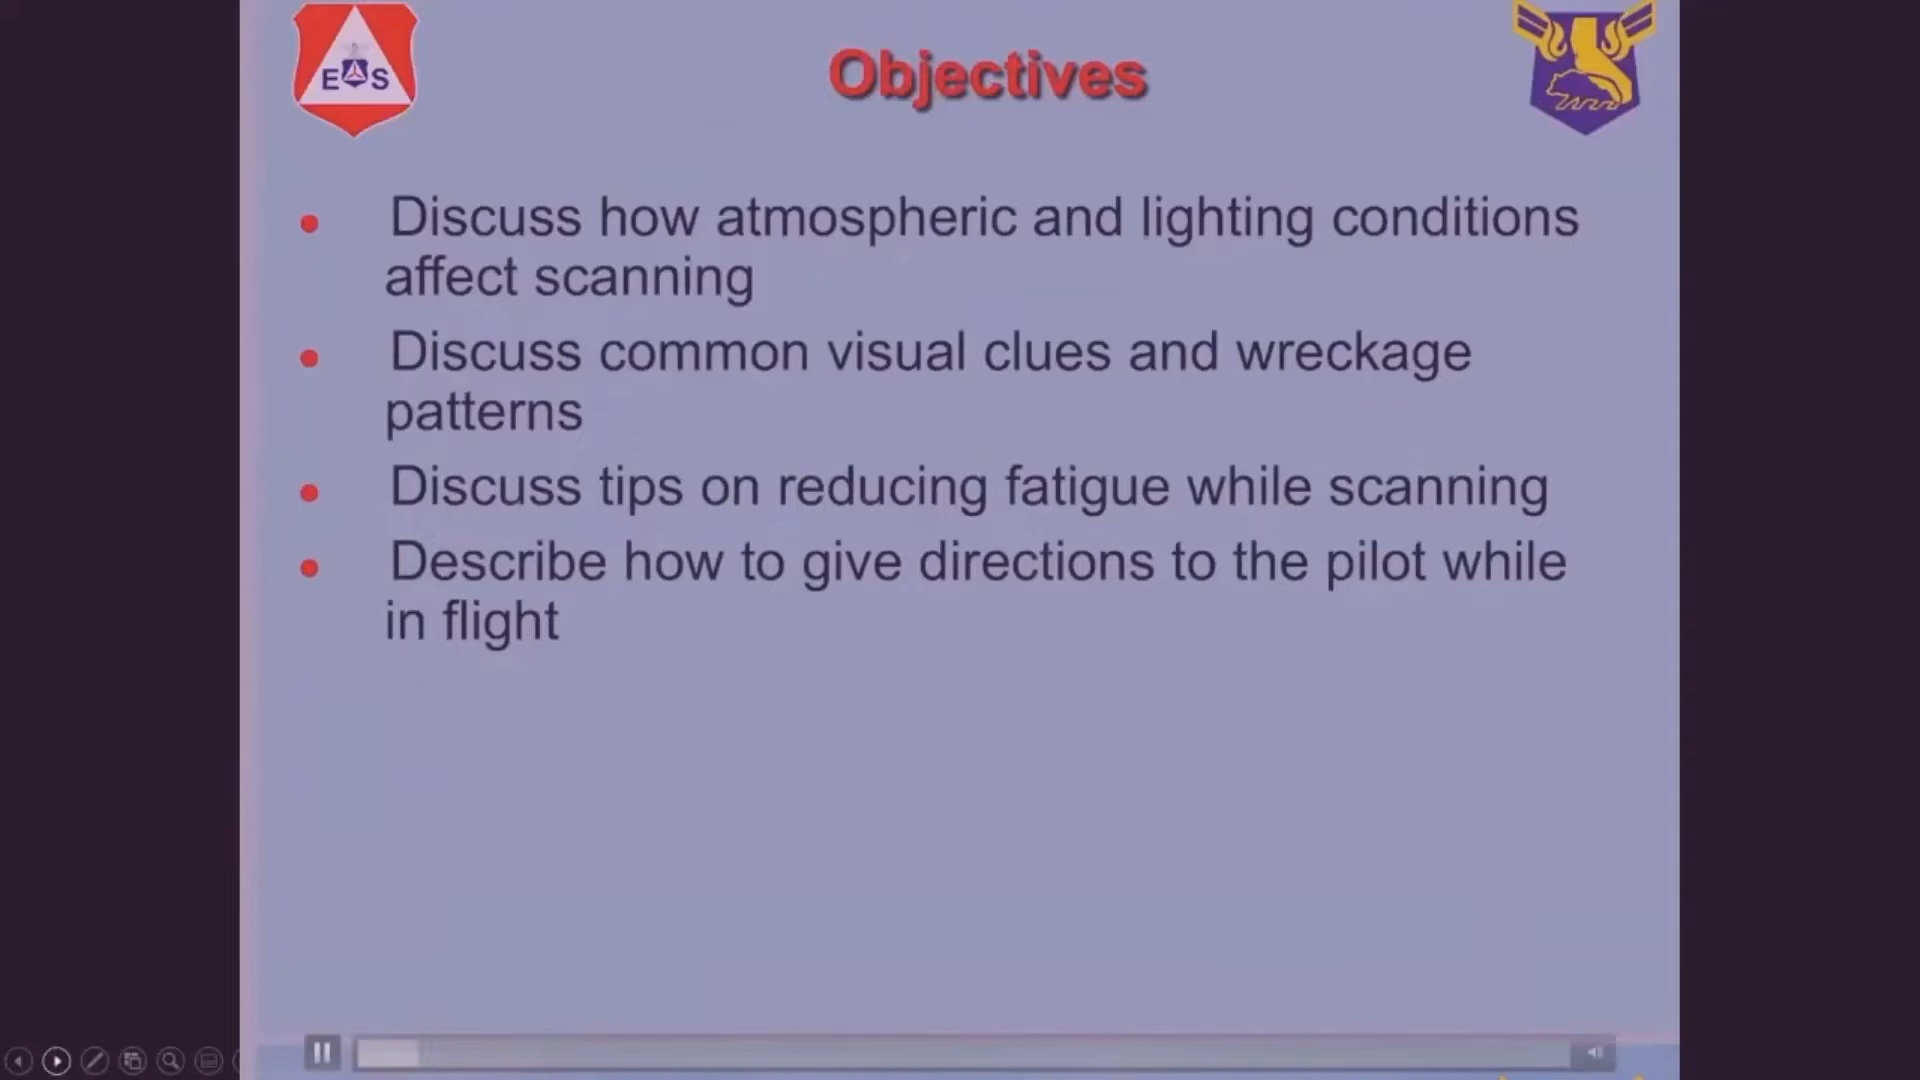 E S
Objectives
Discuss how atmospheric and lighting conditions
affect scanning
Discuss common visual clues and wreckage
patterns
Discuss tips on reducing fatigue while scanning
Describe how to give directions to the pilot while
in flight